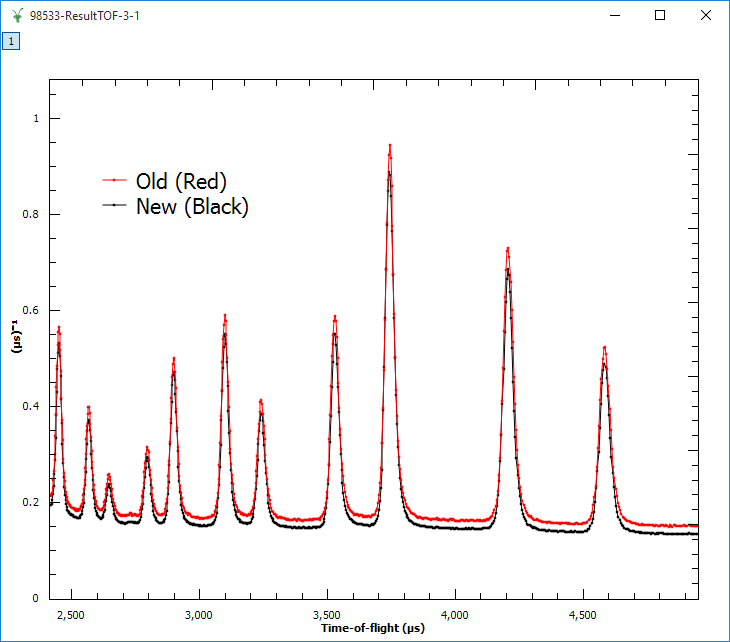 98533-ResultTOF-3-1
1
1
Old (Red)
New (Black)
0.8
0.6
(µs)⁻¹
0.4
0.2
0
2,500 3,000 3,500 4,000 4,500
Time-of-flight (µs)